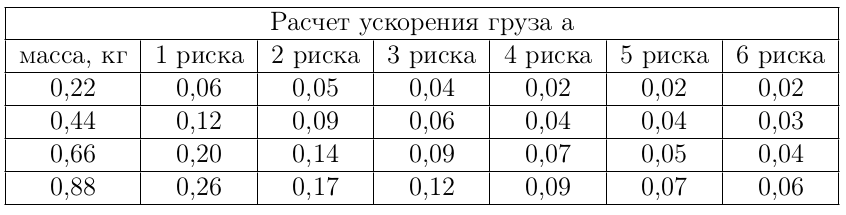 Расчет ускорения груза a
масса, кг 1 риска 2 риска 3 риска 4 риска 5 риска 6 риска
0,22 0,06 0,05 0,04 0,02 0,02 0,02
0,44 0,12 0,09 0,06 0,04 0,04 0,03
0,66 0,20 0,14 0,09 0,07 0,05 0,04
0,88 0,26 0,17 0,12 0,09 0,07 0,06